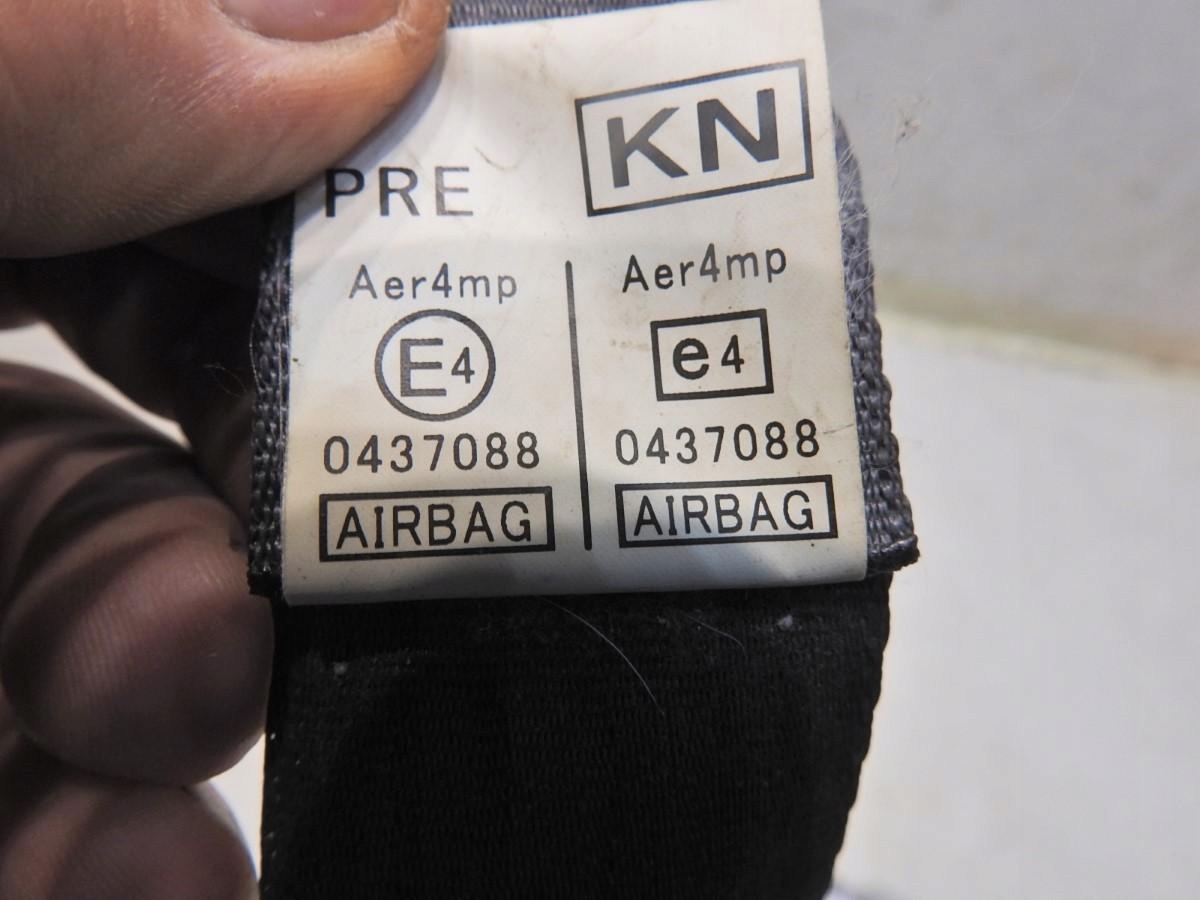 KN
PRE
Aer4mp
E4
0437088
AIRBAG
Aer4mp
e4
0437088
AIRBAG